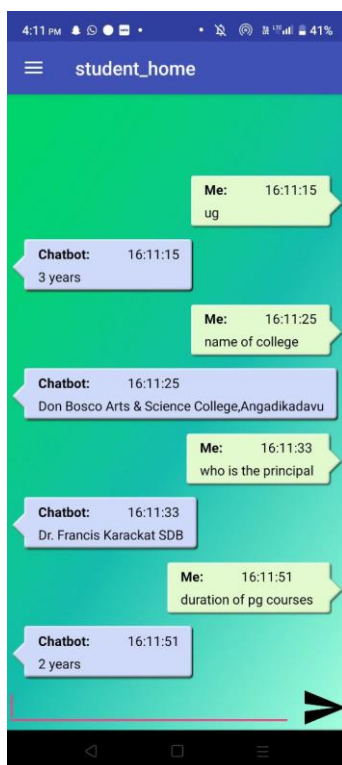 4:11 PM 41%
student_home
Me: 16:11:15
ug
Chatbot: 16:11:15
3 years
Me: 16:11:25
name of college
Chatbot: 16:11:25
Don Bosco Arts & Science College,Angadikadavu
Me: 16:11:33
who is the principal
Chatbot: 16:11:33
Dr. Francis Karackat SDB
Me: 16:11:51
duration of pg courses
Chatbot: 16:11:51
2 years